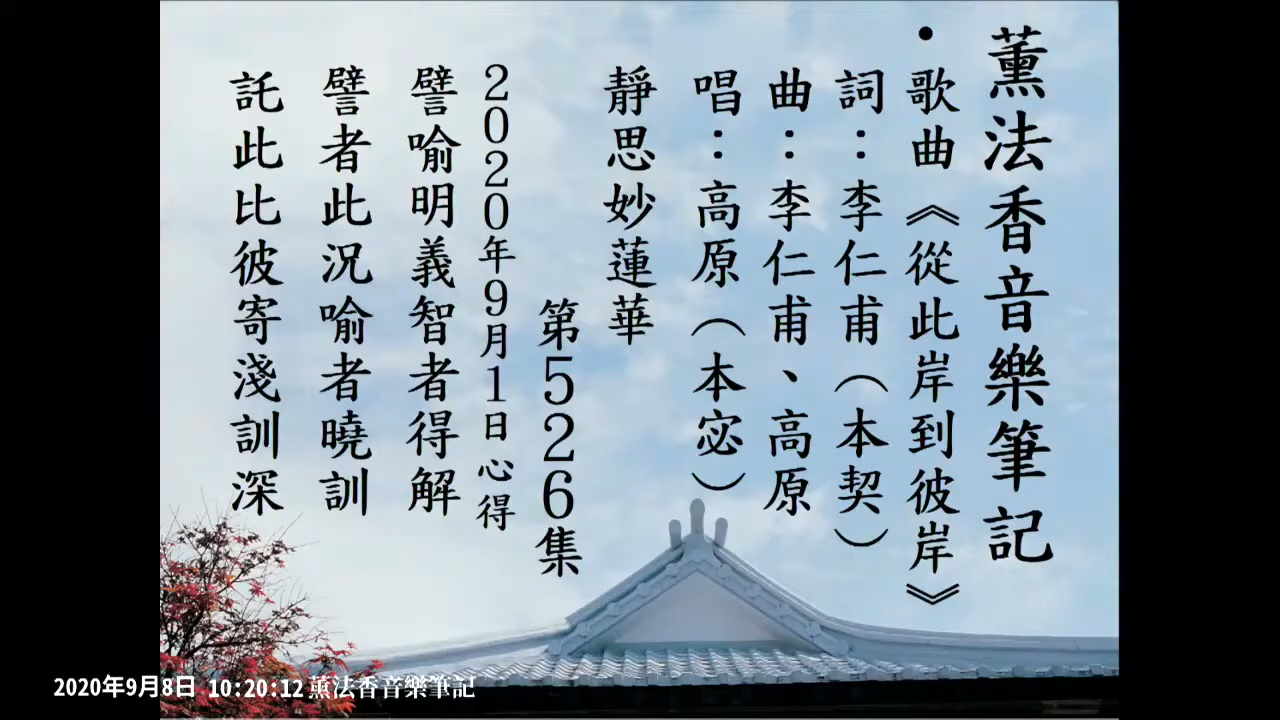 薰法香音樂筆記
•歌曲《從此岸到彼岸》
詞：李仁甫（本契）
曲：李仁甫、高原
唱：高原（本宓）
靜思妙蓮華
第526集
2020年9月1日心得
譬喻明義智者得解
譬者此況喻者曉訓
託此比彼寄淺訓深
2020年9月8日 10:20:12薰法香音樂筆記